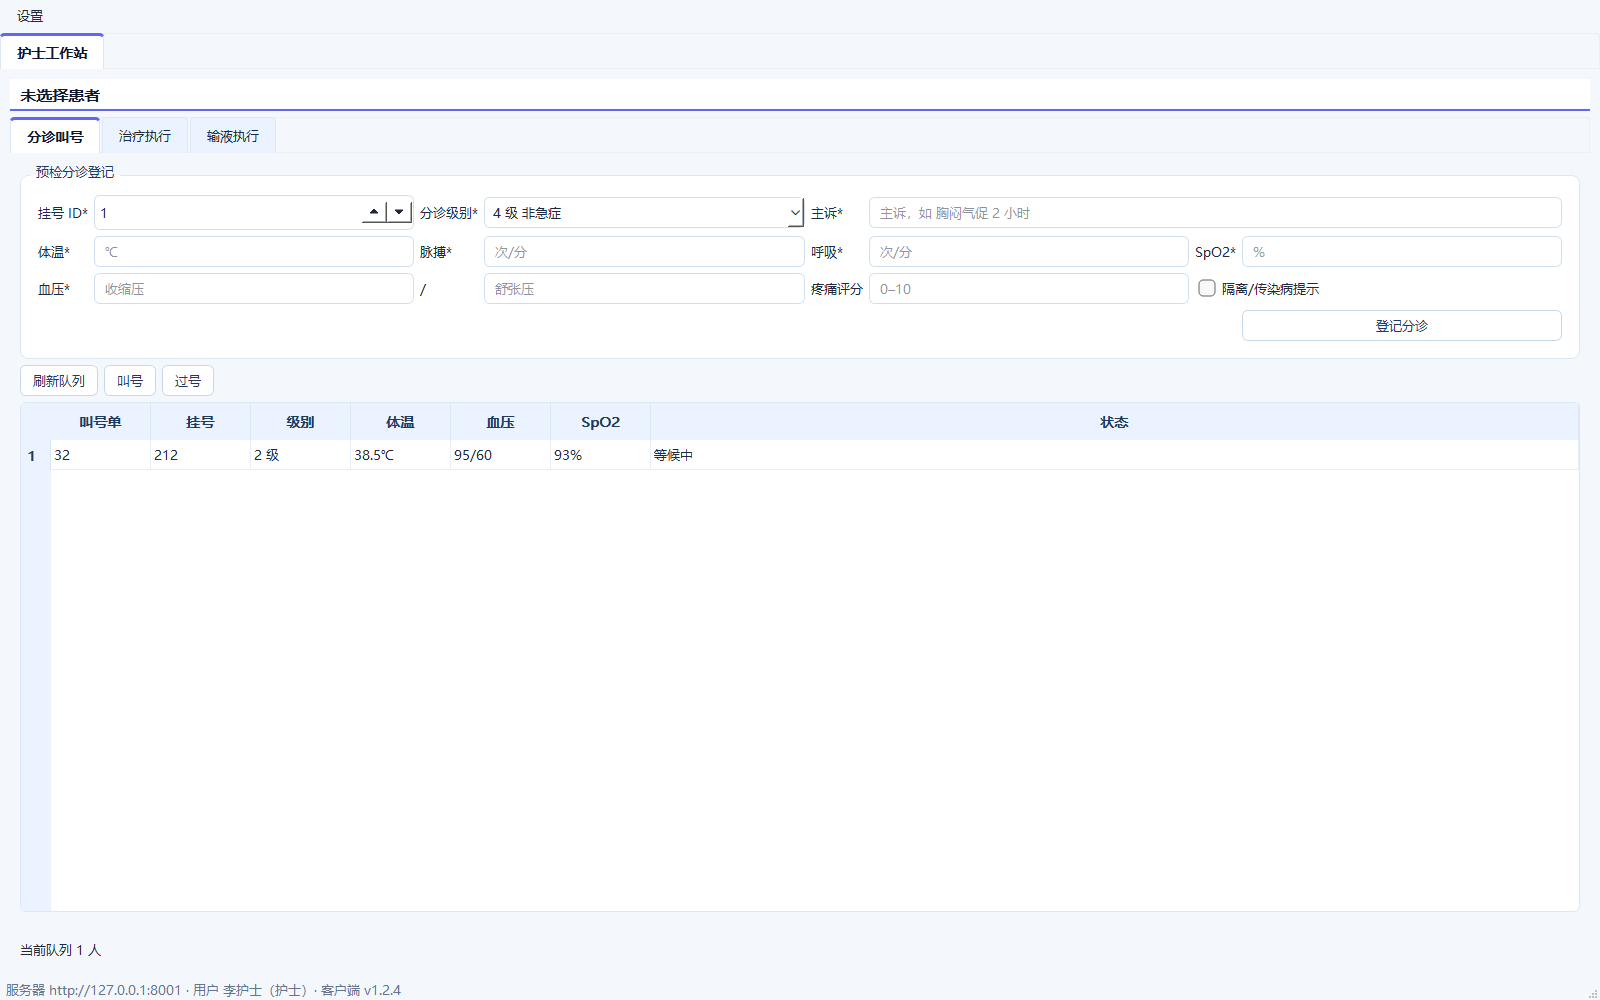 设置
护士工作站
未选择患者
分诊叫号 治疗执行 输液执行
预检分诊登记
挂号 ID* 1 分诊级别* 4 级 非急症 主诉* 主诉，如 胸闷气促 2 小时
体温* ℃ 脉搏* 次/分 呼吸* 次/分 SpO2* %
血压* 收缩压 / 舒张压 疼痛评分 0–10 隔离/传染病提示
登记分诊
刷新队列 叫号 过号
叫号单 挂号 级别 体温 血压 SpO2 状态
1 32 212 2 级 38.5℃ 95/60 93% 等候中
当前队列 1 人
服务器 http://127.0.0.1:8001 · 用户 李护士（护士）· 客户端 v1.2.4